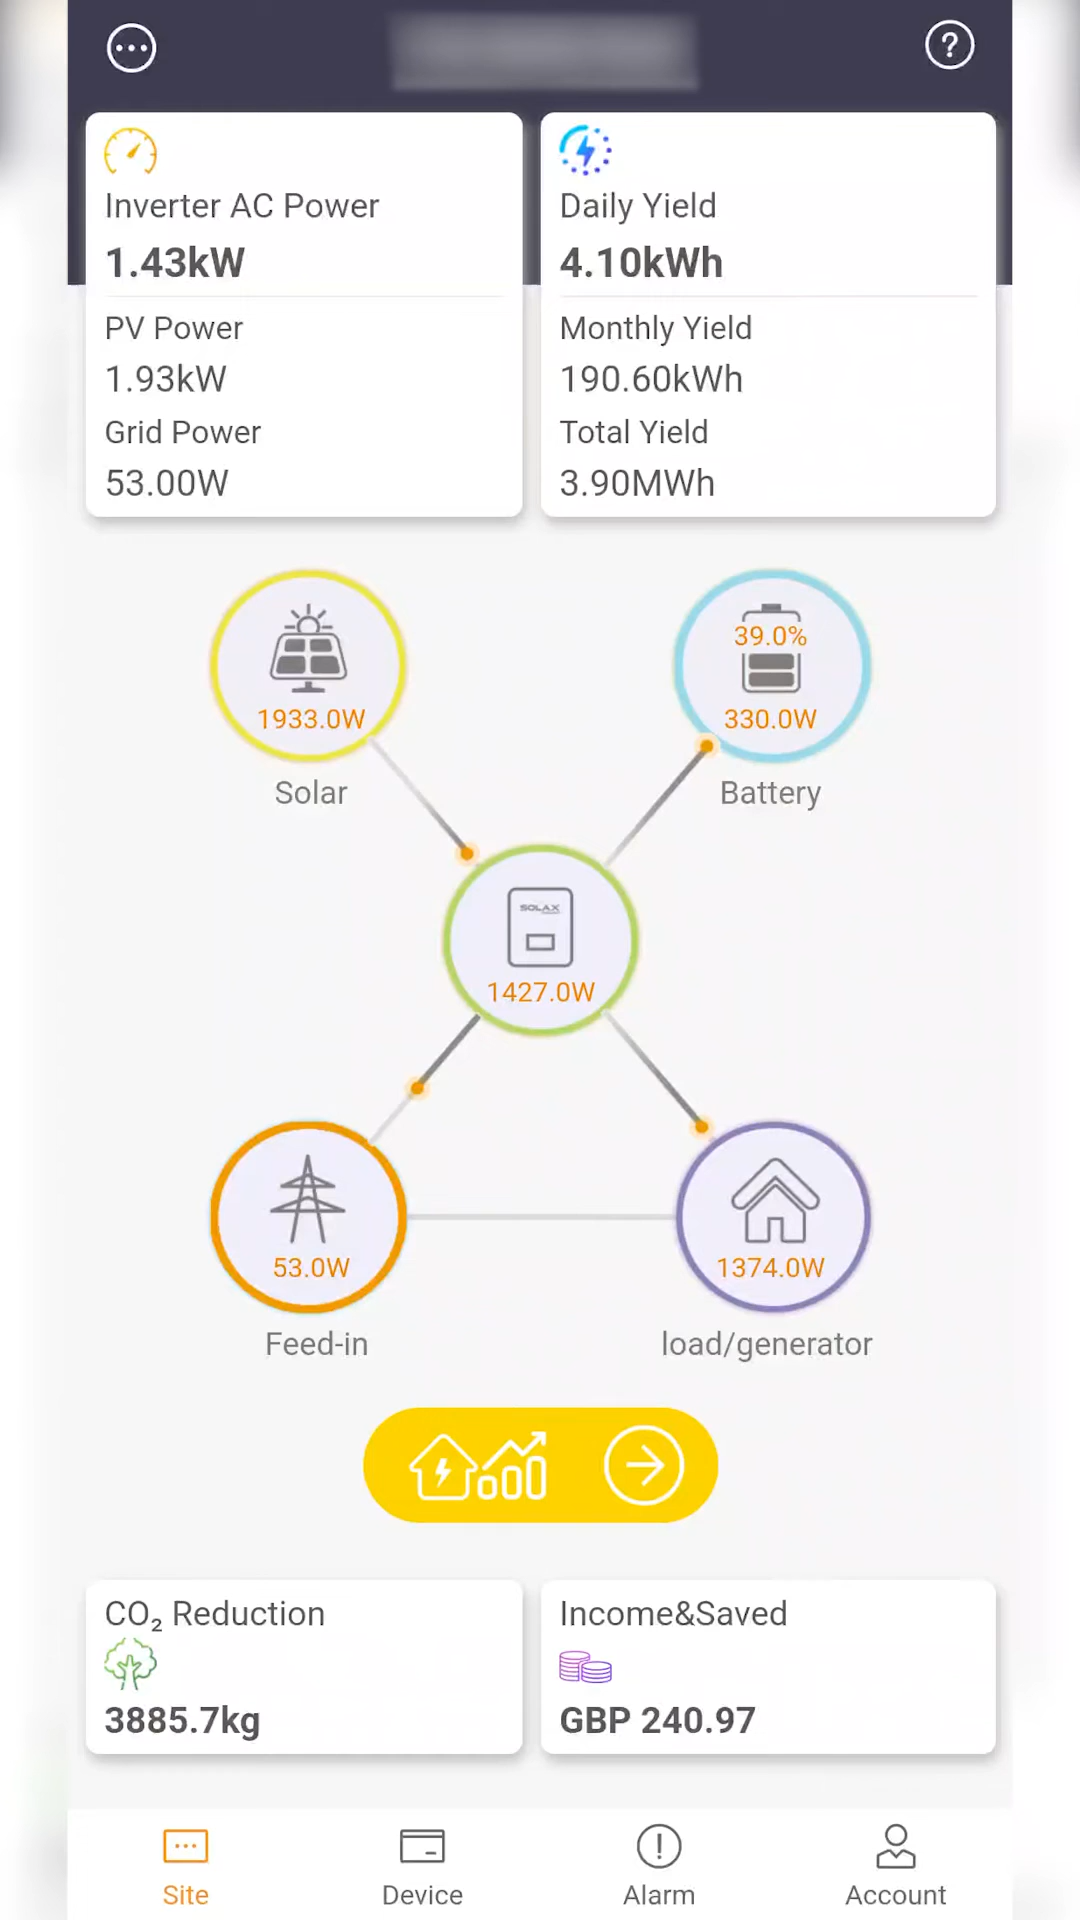 Inverter AC Power
1.43kW
PV Power
1.93kW
Grid Power
53.00W
Daily Yield
4.10kWh
Monthly Yield
190.60kWh
Total Yield
3.90MWh
1933.0W
Solar
39.0%
330.0W
Battery
SOLAX
1427.0W
53.0W
Feed-in
1374.0W
load/generator
CO₂ Reduction
3885.7kg
Income&Saved
GBP 240.97
Site
Device
Alarm
Account